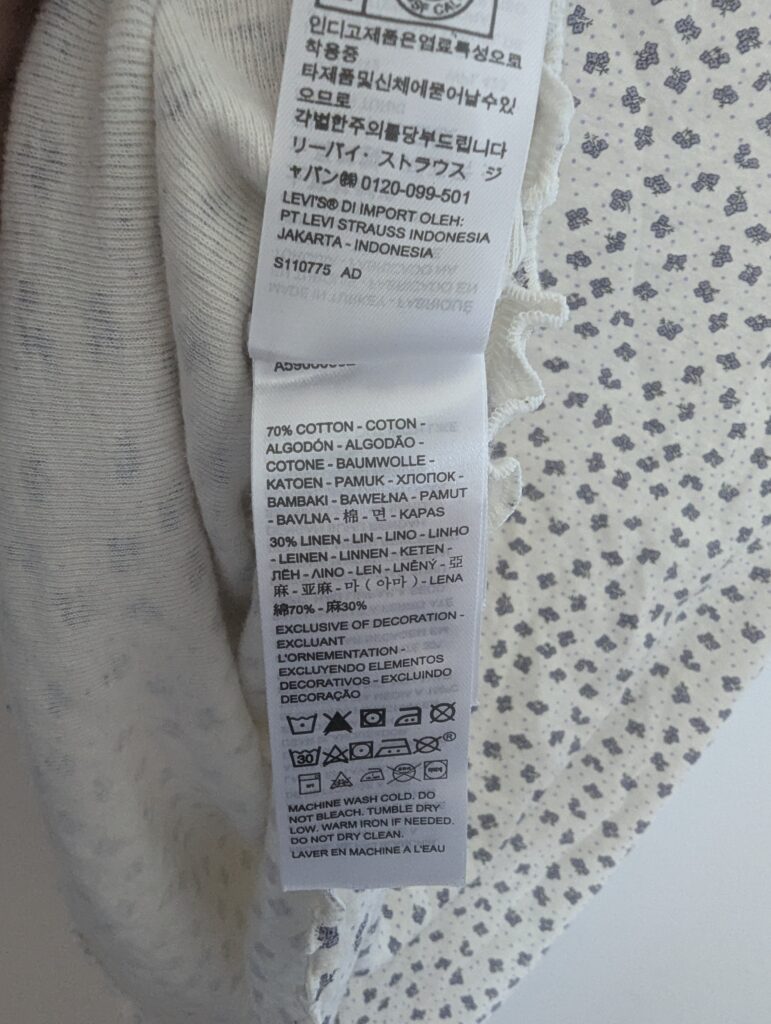 SF CAL
인디고제품은염료특성으로
착용중
타제품및신체에묻어날수있
으므로
각별한주의를당부드립니다
リーバイ・ストラウス ジ
ャパン㈱ 0120-099-501
LEVI'S® DI IMPORT OLEH:
PT LEVI STRAUSS INDONESIA
JAKARTA - INDONESIA
S110775 AD
70% COTTON - COTON -
ALGODÓN - ALGODÃO -
COTONE - BAUMWOLLE -
KATOEN - PAMUK - ХЛОПОК -
BAMBAKI - BAWEŁNA - PAMUT
- BAVLNA - 棉 - 면 - KAPAS
30% LINEN - LIN - LINO - LINHO
- LEINEN - LINNEN - KETEN -
ЛЁН - ΛΙΝΟ - LEN - LNĚNÝ - 亞
麻 - 亚麻 - 마 ( 아마 ) - LENA
綿70% - 麻30%
EXCLUSIVE OF DECORATION -
EXCLUANT
L'ORNEMENTATION -
EXCLUYENDO ELEMENTOS
DECORATIVOS - EXCLUINDO
DECORAÇÃO
30 ®
MACHINE WASH COLD. DO
NOT BLEACH. TUMBLE DRY
LOW. WARM IRON IF NEEDED.
DO NOT DRY CLEAN.
LAVER EN MACHINE A L'EAU